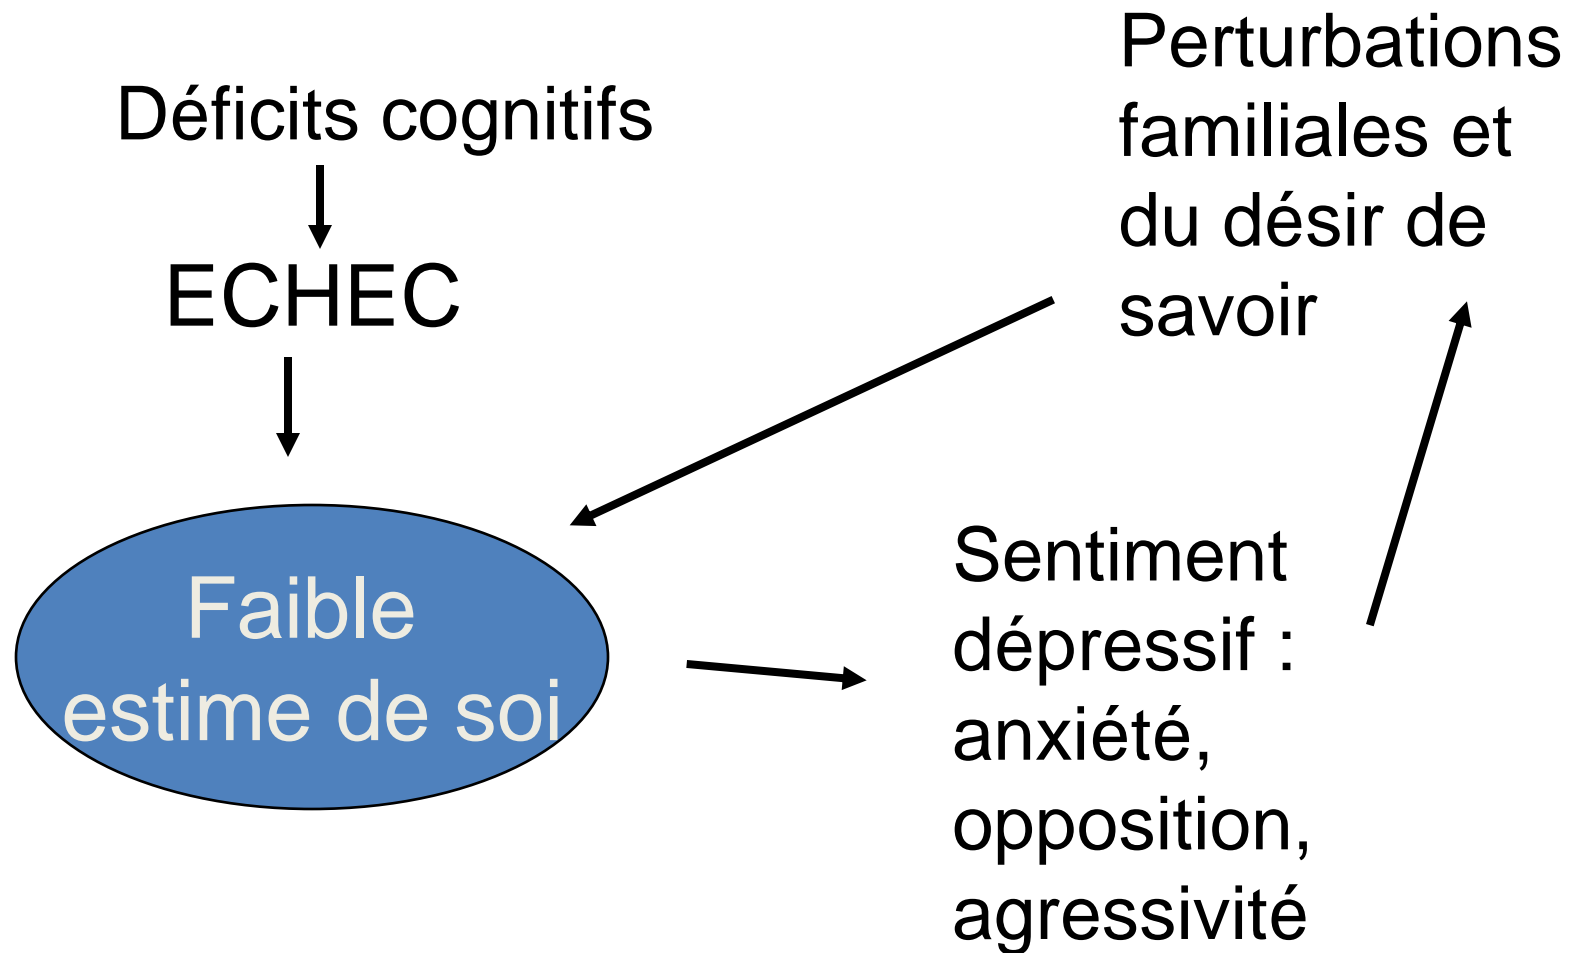 Déficits cognitifs
ECHEC
Faible
estime de soi
Sentiment
dépressif :
anxiété,
opposition,
agressivité
Perturbations
familiales et
du désir de
savoir